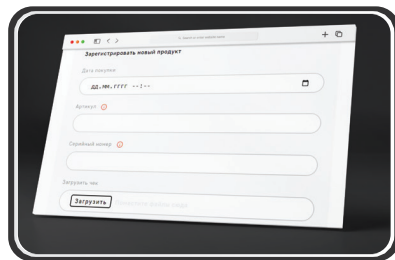 Зарегистрировать новый продукт
Дата покупки
ДД.ММ.ГГГГ --:--
Артикул
Серийный номер
Загрузить чек
Загрузить